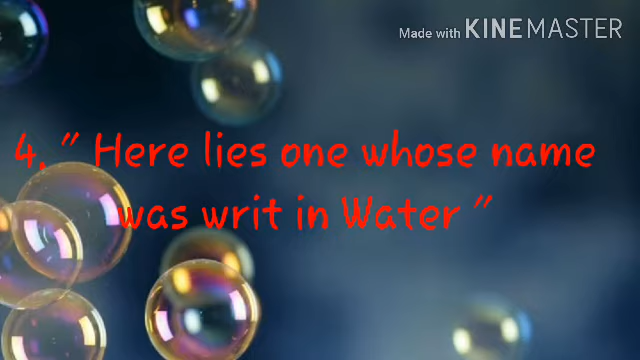 Made with KINEMASTER
4. " Here lies one whose name
was writ in Water "